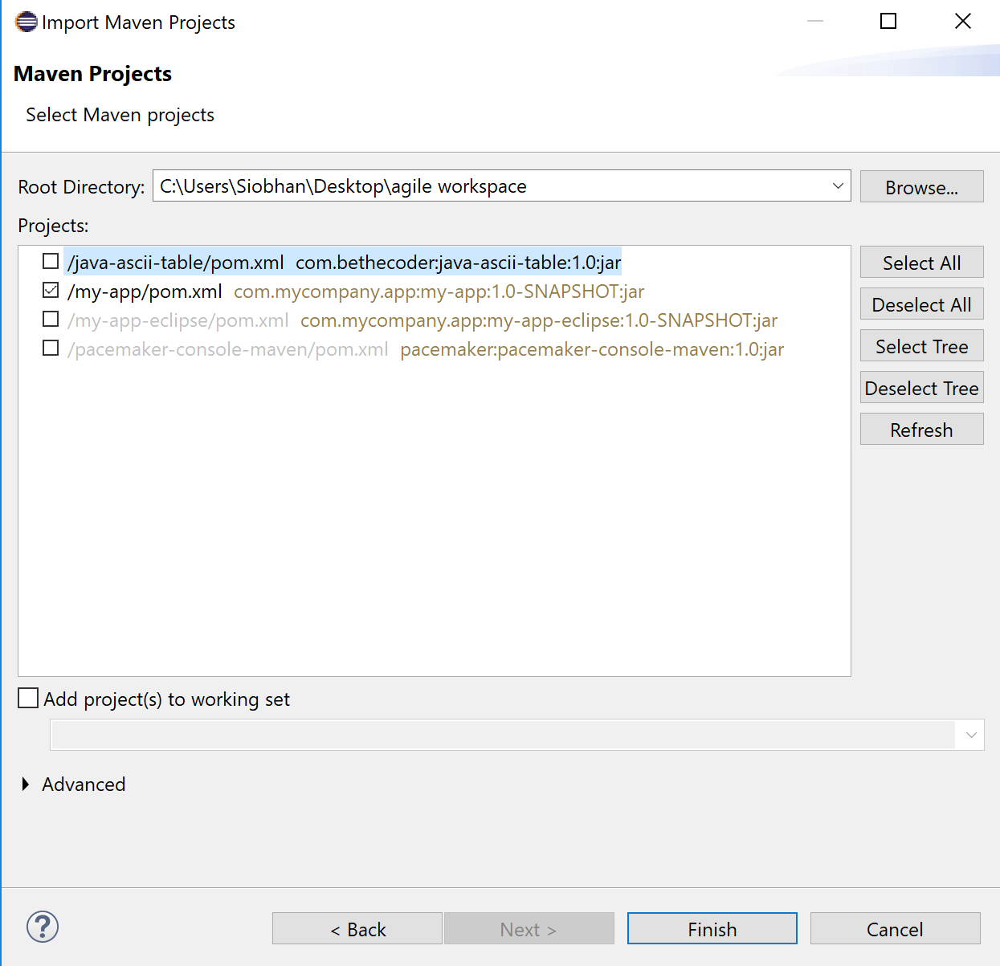 Import Maven Projects
Maven Projects
Select Maven projects
Root Directory: C:\Users\Siobhan\Desktop\agile workspace Browse...
Projects:
/java-ascii-table/pom.xml com.bethecoder:java-ascii-table:1.0:jar Select All
/my-app/pom.xml com.mycompany.app:my-app:1.0-SNAPSHOT:jar
Deselect All
/my-app-eclipse/pom.xml com.mycompany.app:my-app-eclipse:1.0-SNAPSHOT:jar
/pacemaker-console-maven/pom.xml pacemaker:pacemaker-console-maven:1.0:jar Select Tree
Deselect Tree
Refresh
Add project(s) to working set
Advanced
? < Back Next > Finish Cancel